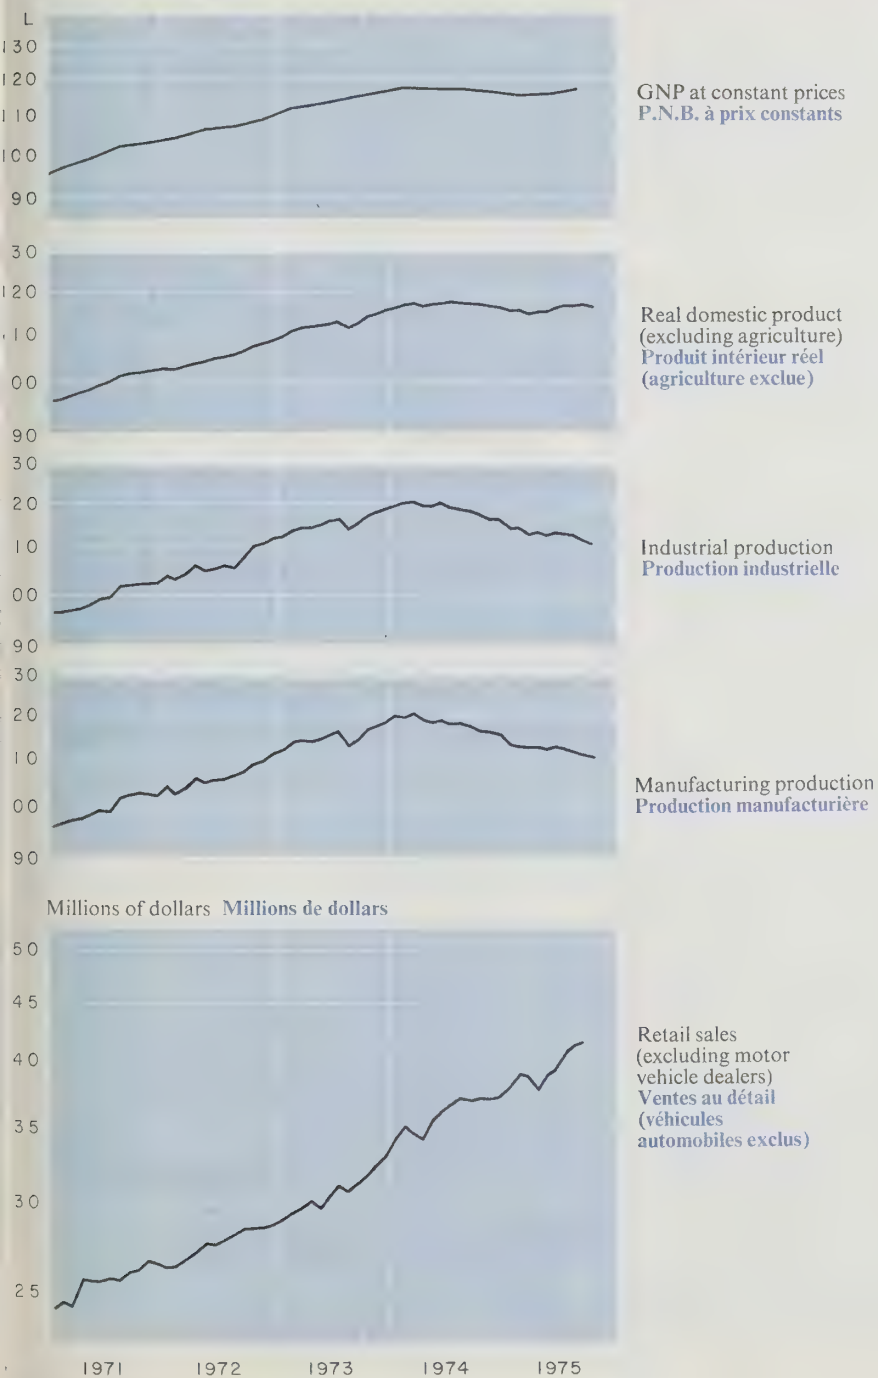 L
130
120
110
100
90
GNP at constant prices
P.N.B. à prix constants
30
120
10
00
90
Real domestic product
(excluding agriculture)
Produit intérieur réel
(agriculture exclue)
30
20
10
00
90
Industrial production
Production industrielle
30
20
10
00
90
Manufacturing production
Production manufacturière
Millions of dollars Millions de dollars
50
45
40
35
30
25
Retail sales
(excluding motor
vehicle dealers)
Ventes au détail
(véhicules
automobiles exclus)
1971 1972 1973 1974 1975